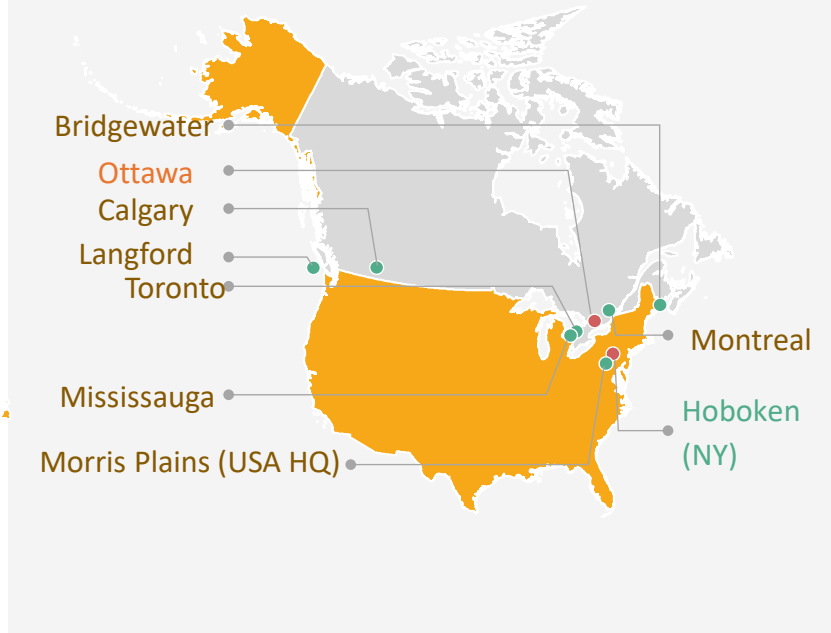 Bridgewater
Ottawa
Calgary
Langford
Toronto
Montreal
Mississauga
Hoboken
(NY)
Morris Plains (USA HQ)